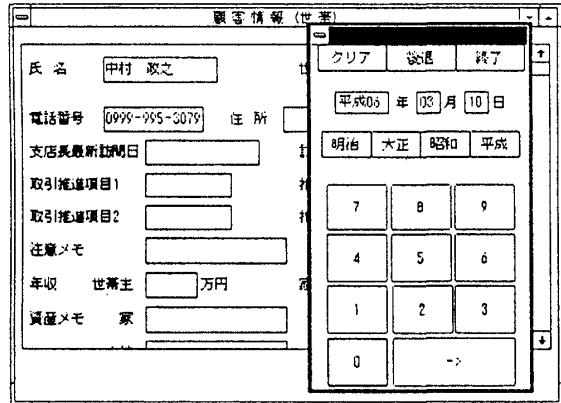 顧客情報(世帯)
氏 名 中村 政之 世
電話番号 0999-995-3079 住 所
支店長最新訪問日
取引推進項目1
取引推進項目2
注意メモ
年収 世帯主 万円
資産メモ 家
クリア 後退 終了
平成06 年 03 月 10 日
明治 大正 昭和 平成
7 8 9
4 5 6
1 2 3
0 ->